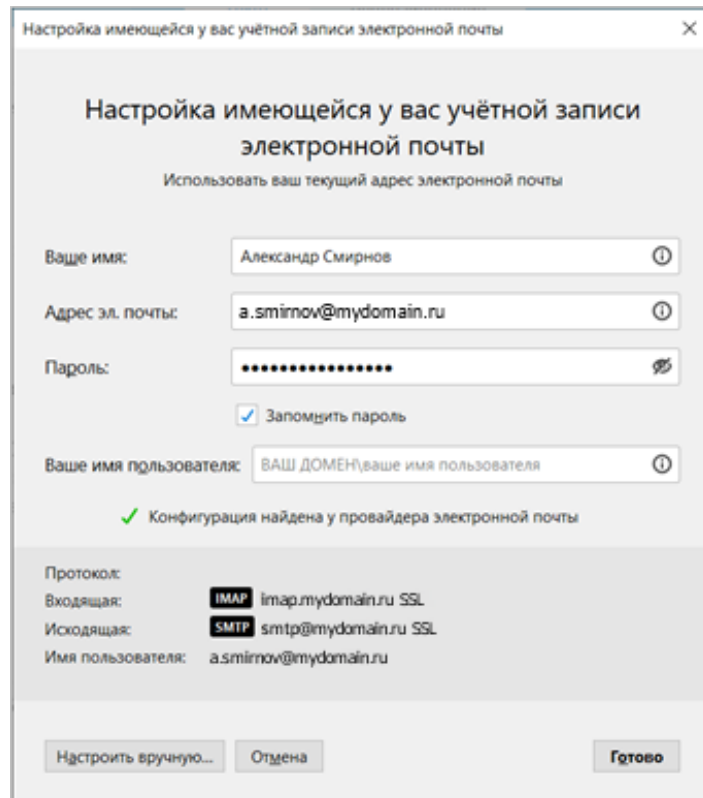 Настройка имеющейся у вас учётной записи электронной почты
Настройка имеющейся у вас учётной записи
электронной почты
Использовать ваш текущий адрес электронной почты
Ваше имя: Александр Смирнов
Адрес эл. почты: a.smirnov@mydomain.ru
Пароль: ••••••••••••••••
Запомнить пароль
Ваше имя пользователя: ВАШ ДОМЕН\ваше имя пользователя
Конфигурация найдена у провайдера электронной почты
Протокол:
Входящая: IMAP imap.mydomain.ru SSL
Исходящая: SMTP smtp@mydomain.ru SSL
Имя пользователя: a.smirnov@mydomain.ru
Настроить вручную... Отмена Готово